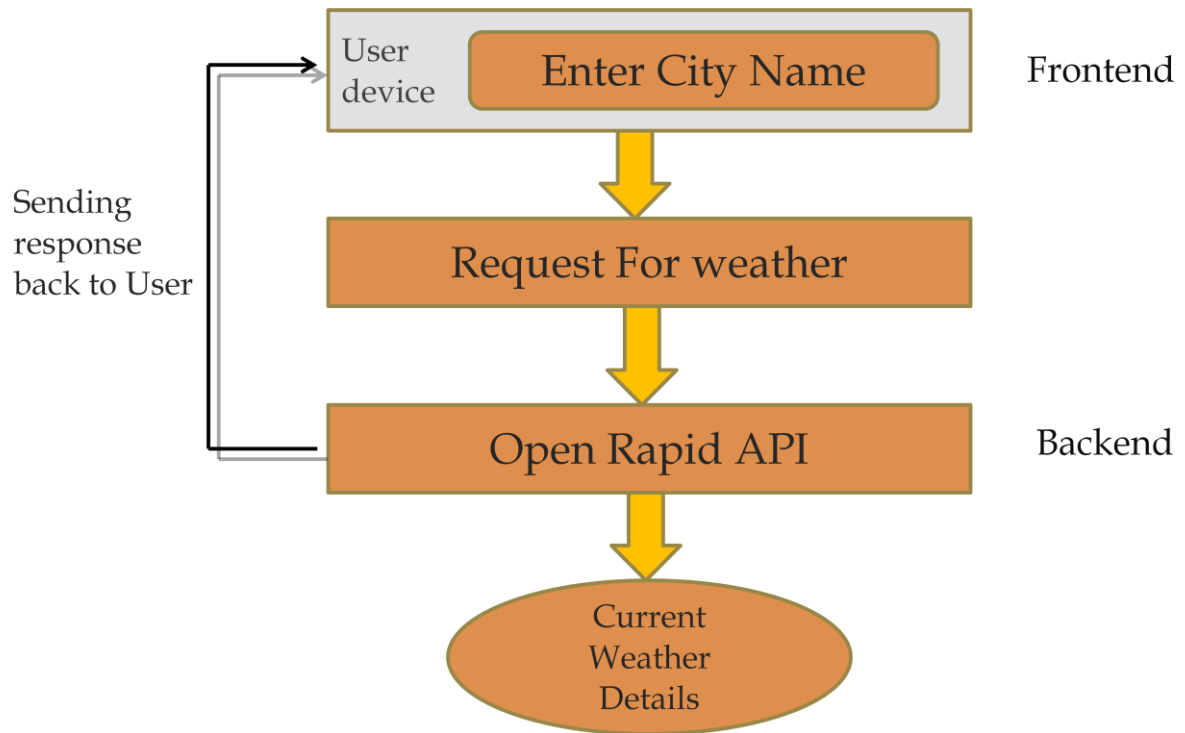 User
device
Enter City Name
Frontend
Sending
response
back to User
Request For weather
Open Rapid API
Backend
Current
Weather
Details